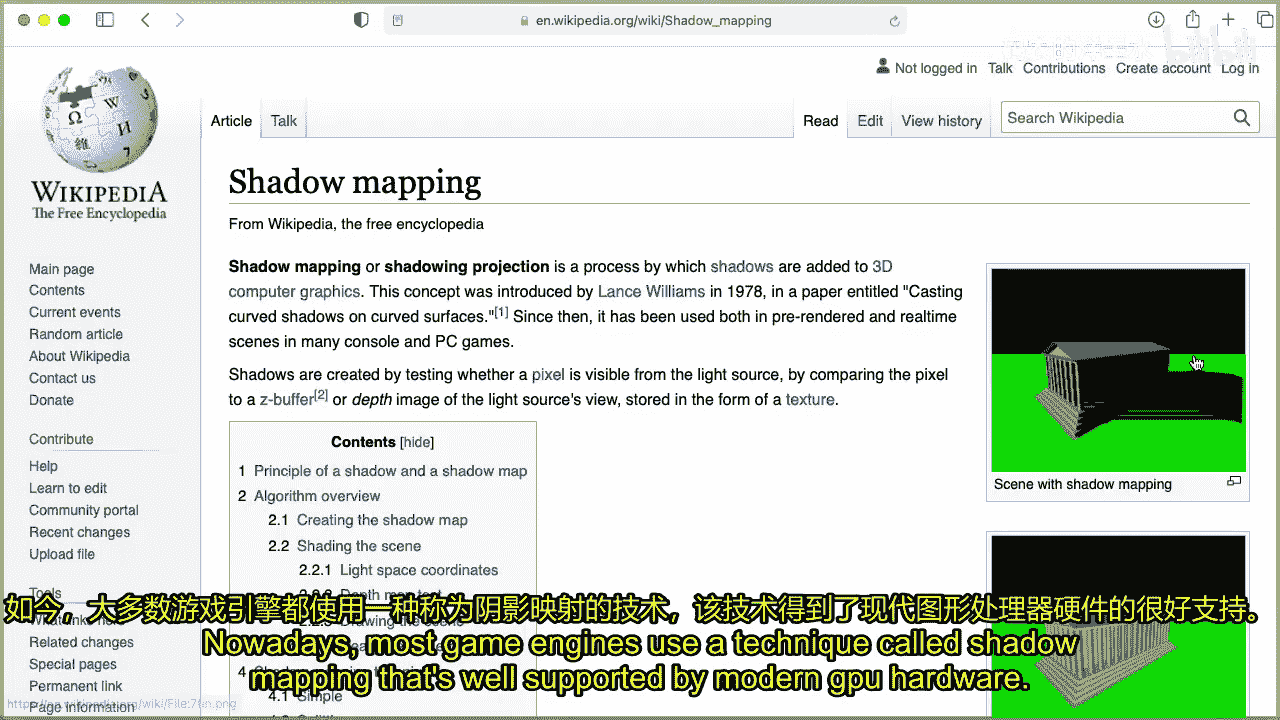 en.wikipedia.org/wiki/Shadow_mapping
Not logged in Talk Contributions Create account Log in
WIKIPEDIA
The Free Encyclopedia
Article Talk
Read Edit View history
Search Wikipedia
Shadow mapping
From Wikipedia, the free encyclopedia
Shadow mapping or shadowing projection is a process by which shadows are added to 3D
computer graphics. This concept was introduced by Lance Williams in 1978, in a paper entitled "Casting
curved shadows on curved surfaces."[1] Since then, it has been used both in pre-rendered and realtime
scenes in many console and PC games.
Shadows are created by testing whether a pixel is visible from the light source, by comparing the pixel
to a z-buffer[2] or depth image of the light source's view, stored in the form of a texture.
Scene with shadow mapping
Contents [hide]
1 Principle of a shadow and a shadow map
2 Algorithm overview
2.1 Creating the shadow map
2.2 Shading the scene
2.2.1 Light space coordinates
4.1 Simple
Main page
Contents
Current events
Random article
About Wikipedia
Contact us
Donate
Contribute
Help
Learn to edit
Community portal
Recent changes
Upload file
Tools
Related changes
Special pages
Permanent link
Page information
如今，大多数游戏引擎都使用一种称为阴影映射的技术，该技术得到了现代图形处理器硬件的很好支持。
Nowadays, most game engines use a technique called shadow
mapping that's well supported by modern gpu hardware.